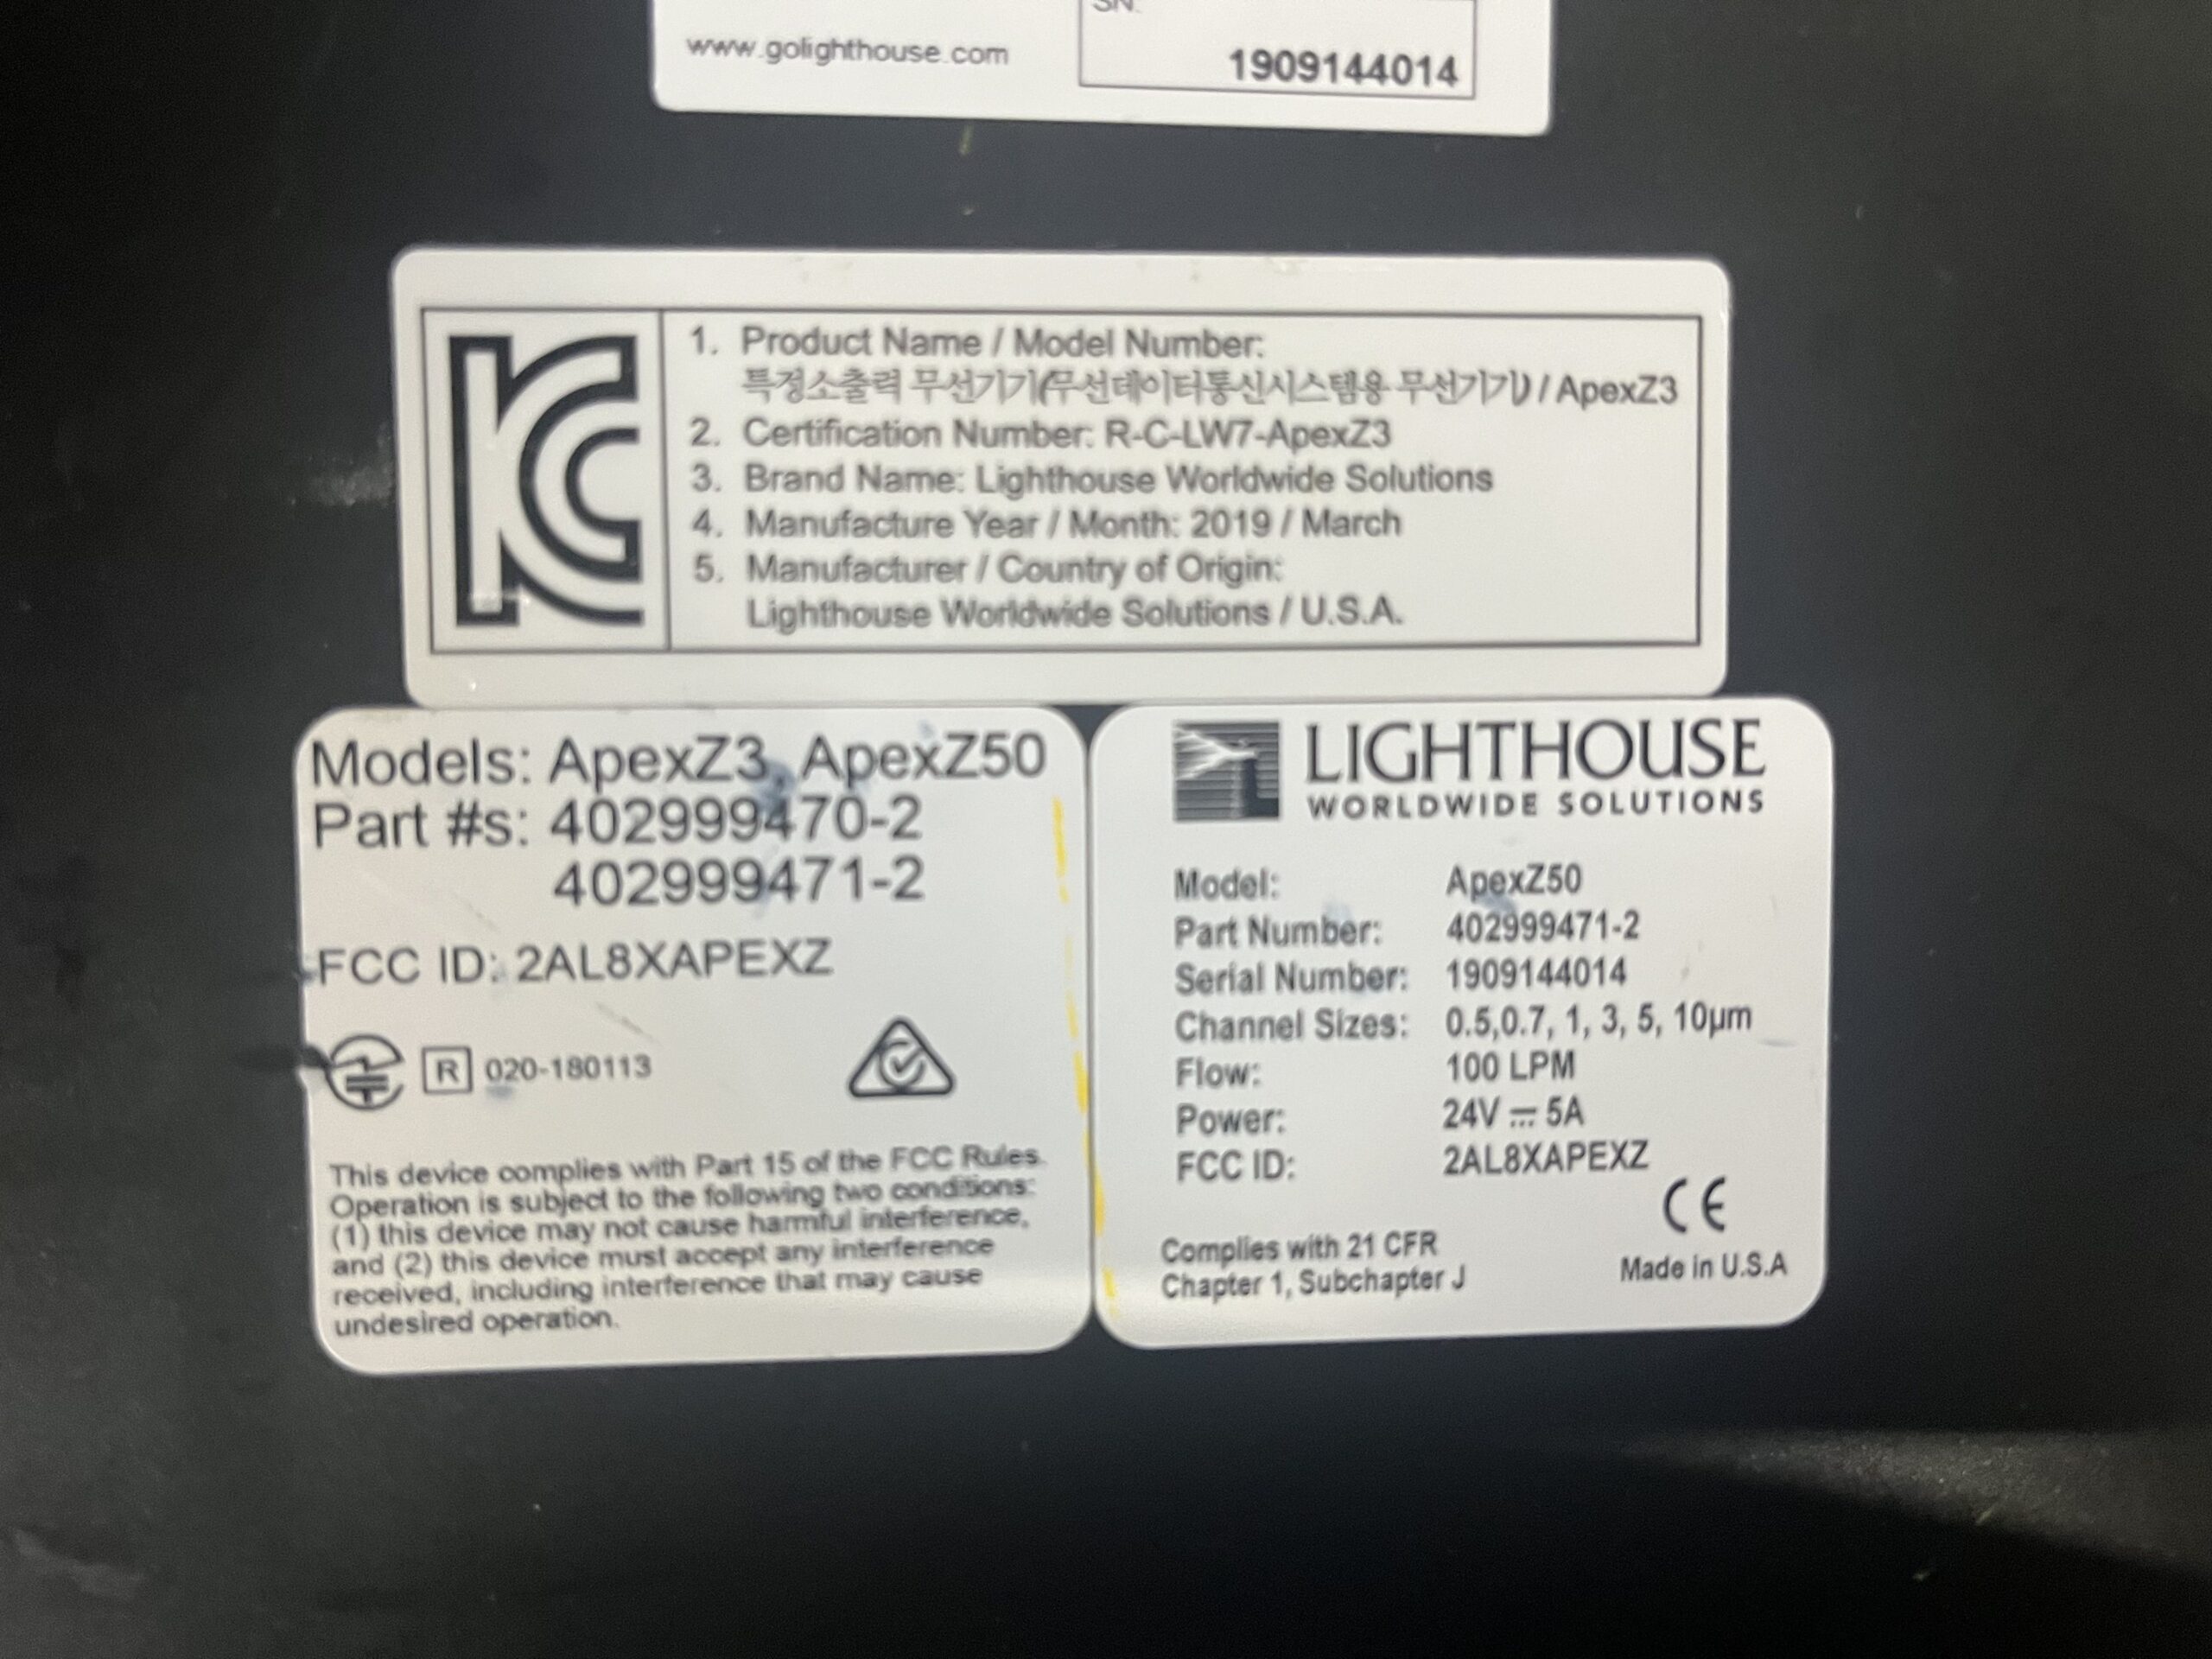 SN:
www.golighthouse.com
1909144014
1. Product Name / Model Number:
특정소출력 무선기기(무선데이터통신시스템용 무선기기) / ApexZ3
2. Certification Number: R-C-LW7-ApexZ3
3. Brand Name: Lighthouse Worldwide Solutions
4. Manufacture Year / Month: 2019 / March
5. Manufacturer / Country of Origin:
Lighthouse Worldwide Solutions / U.S.A.
Models: ApexZ3, ApexZ50
Part #s: 402999470-2
402999471-2
FCC ID: 2AL8XAPEXZ
R 020-180113
This device complies with Part 15 of the FCC Rules.
Operation is subject to the following two conditions:
(1) this device may not cause harmful interference,
and (2) this device must accept any interference
received, including interference that may cause
undesired operation.
LIGHTHOUSE
WORLDWIDE SOLUTIONS
Model: ApexZ50
Part Number: 402999471-2
Serial Number: 1909144014
Channel Sizes: 0.5,0.7, 1, 3, 5, 10µm
Flow: 100 LPM
Power: 24V ⎓ 5A
FCC ID: 2AL8XAPEXZ
CE
Complies with 21 CFR
Chapter 1, Subchapter J
Made in U.S.A